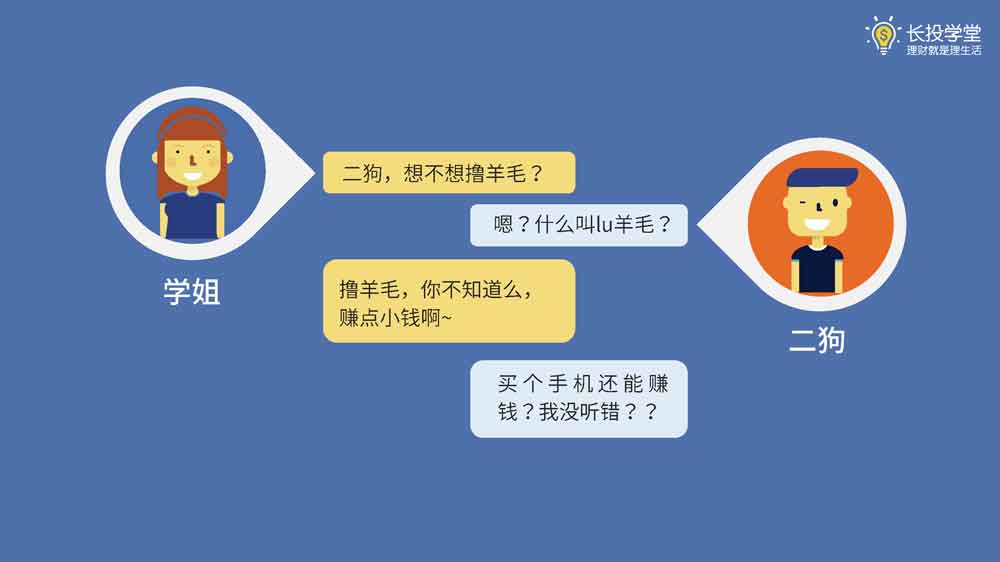 长投学堂
理财就是理生活
二狗，想不想撸羊毛？
嗯？什么叫lu羊毛？
学姐
撸羊毛，你不知道么，
赚点小钱啊~
二狗
买个手机还能赚
钱？我没听错？？